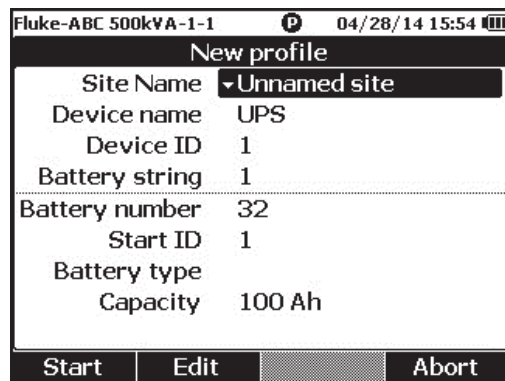 Fluke-ABC 500kVA-1-1 P 04/28/14 15:54
New profile
Site Name Unnamed site
Device name UPS
Device ID 1
Battery string 1
Battery number 32
Start ID 1
Battery type
Capacity 100 Ah
Start Edit Abort